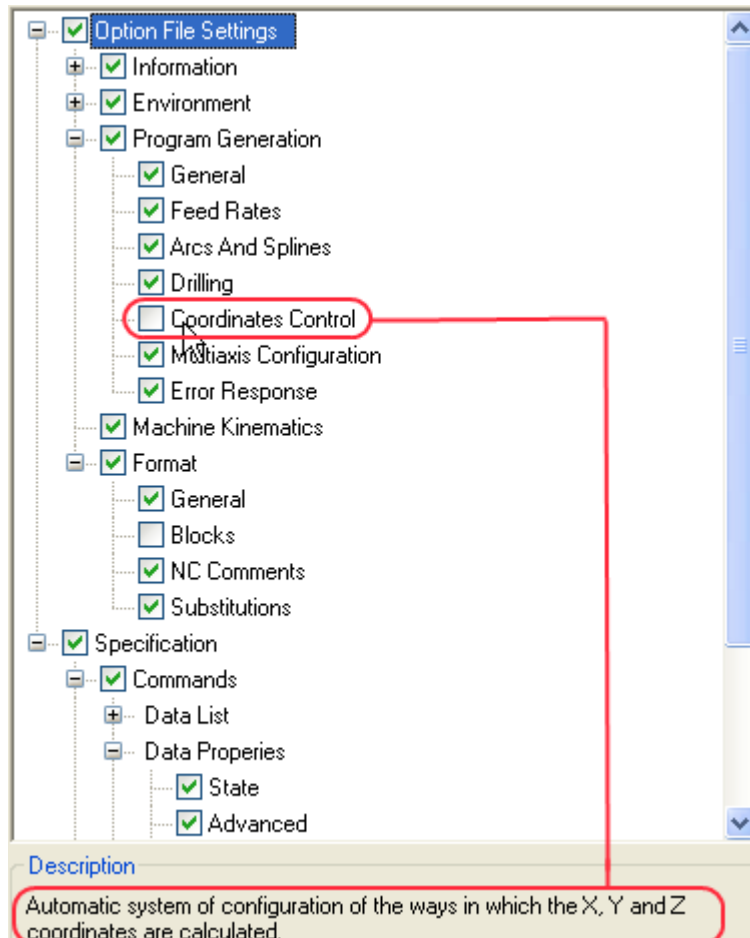 Option File Settings
Information
Environment
Program Generation
General
Feed Rates
Arcs And Splines
Drilling
Coordinates Control
Multiaxis Configuration
Error Response
Machine Kinematics
Format
General
Blocks
NC Comments
Substitutions
Specification
Commands
Data List
Data Properies
State
Advanced
Description
Automatic system of configuration of the ways in which the X, Y and Z
coordinates are calculated.